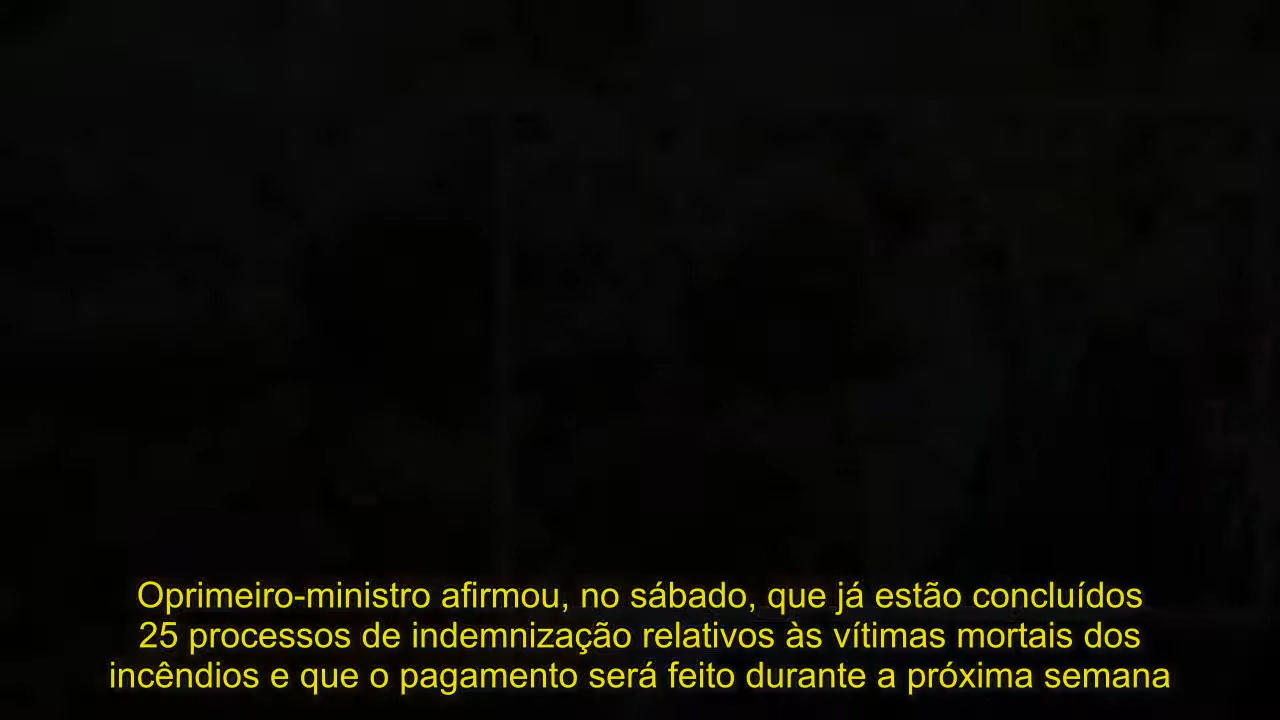 Oprimeiro-ministro afirmou, no sábado, que já estão concluídos
25 processos de indemnização relativos às vítimas mortais dos
incêndios e que o pagamento será feito durante a próxima semana